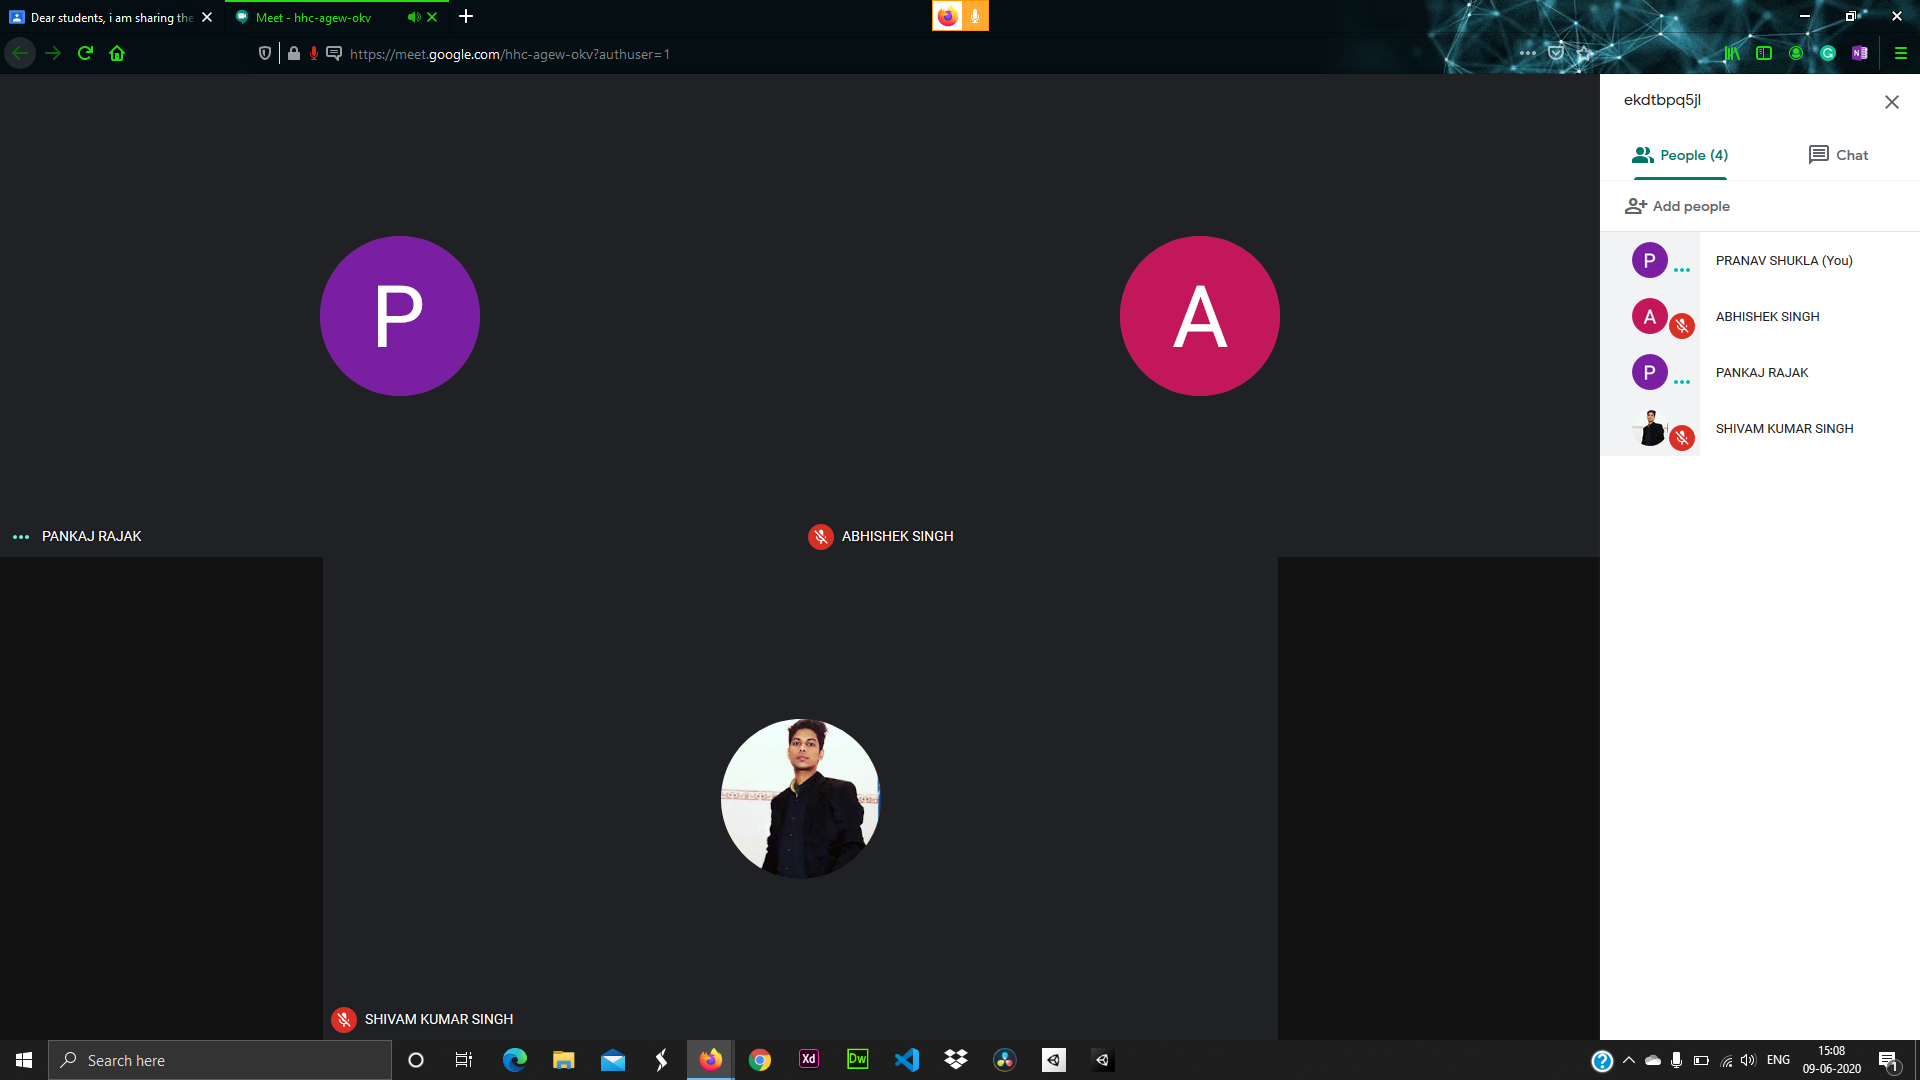 Dear students, i am sharing the
Meet - hhc-agew-okv
https://meet.google.com/hhc-agew-okv?authuser=1
ekdtbpq5jl
People (4)
Chat
Add people
P
PRANAV SHUKLA (You)
A
ABHISHEK SINGH
P
PANKAJ RAJAK
SHIVAM KUMAR SINGH
P
A
PANKAJ RAJAK
ABHISHEK SINGH
SHIVAM KUMAR SINGH
Search here
Xd
Dw
ENG
15:08
09-06-2020
1